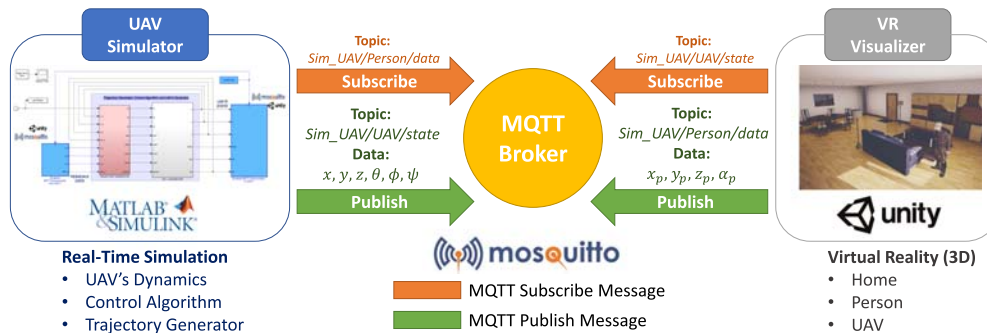 UAV
Simulator
Topic:
Sim_UAV/Person/data
Subscribe
Topic:
Sim_UAV/UAV/state
Data:
x, y, z, θ, ϕ, ψ
Publish
MATLAB
&SIMULINK
unity
mosquitto
MQTT
Broker
Topic:
Sim_UAV/UAV/state
Subscribe
Topic:
Sim_UAV/Person/data
Data:
xₚ, yₚ, zₚ, αₚ
Publish
VR
Visualizer
unity
Real-Time Simulation
• UAV's Dynamics
• Control Algorithm
• Trajectory Generator
mosquitto
MQTT Subscribe Message
MQTT Publish Message
Virtual Reality (3D)
• Home
• Person
• UAV